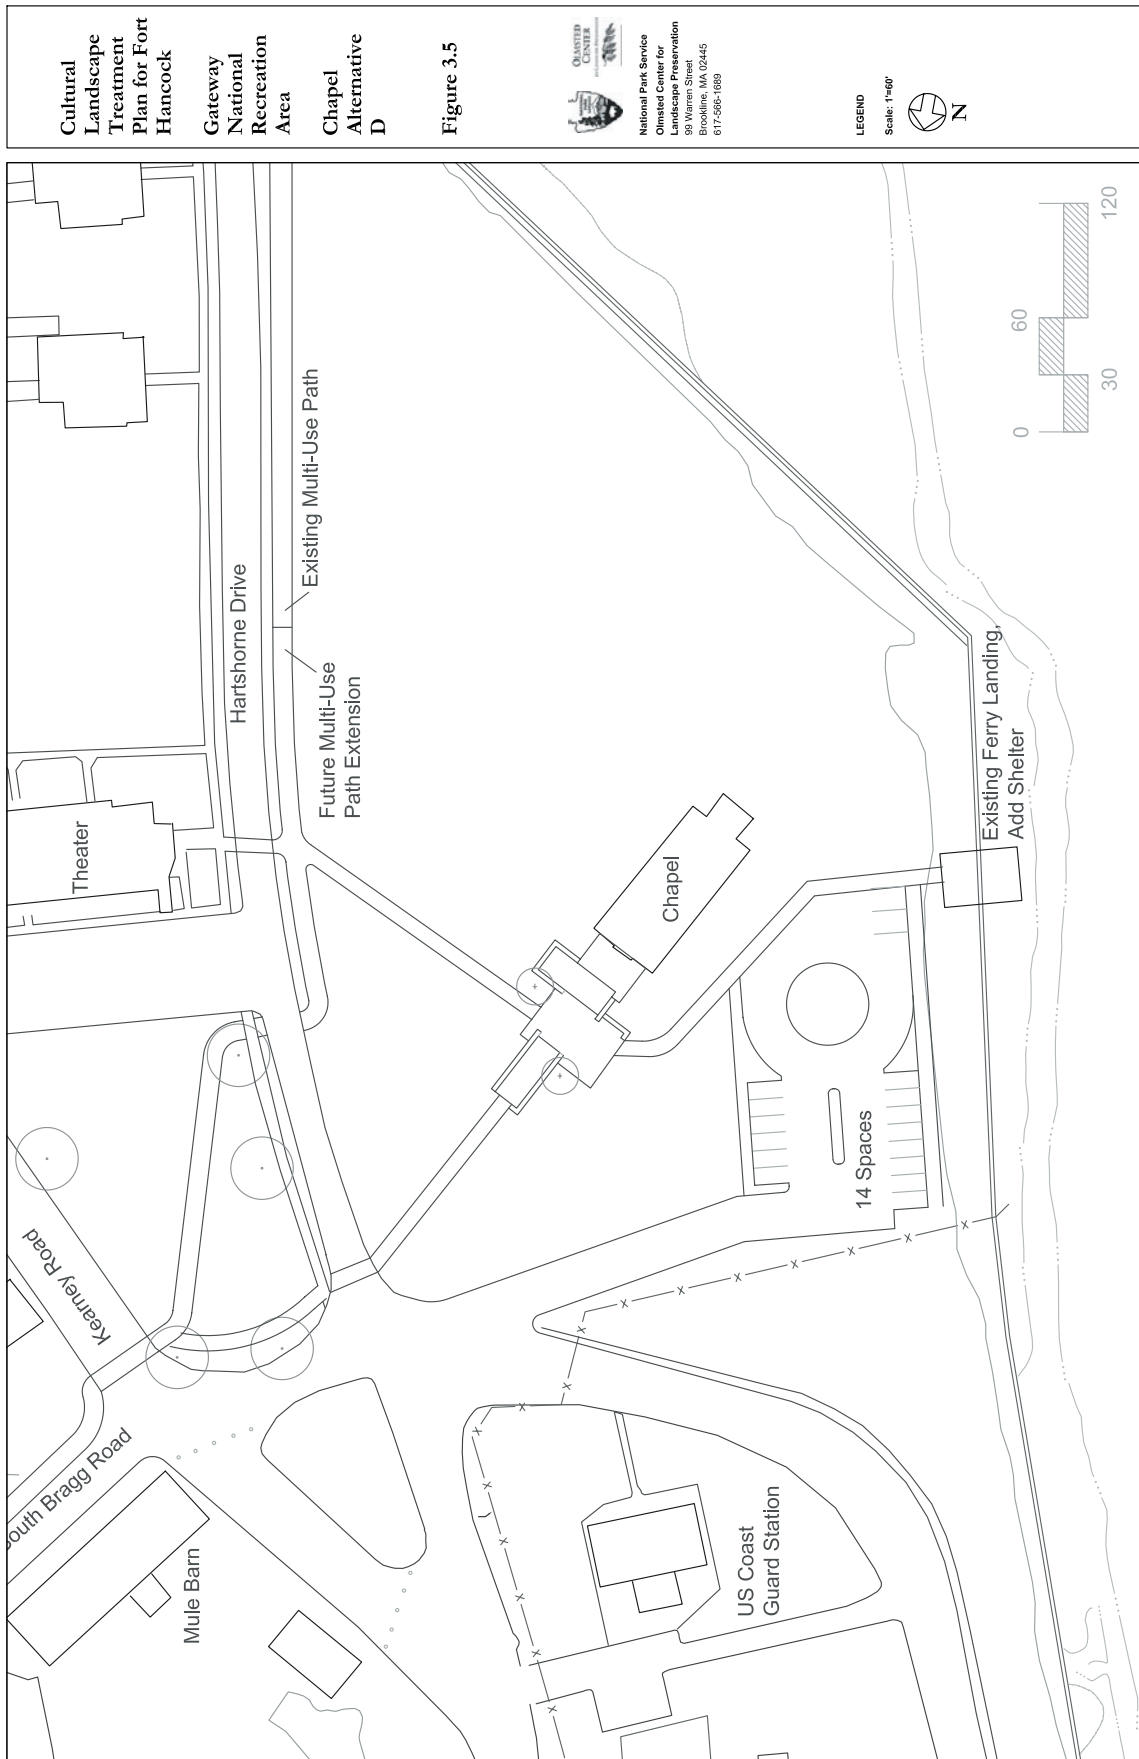 Cultural
Landscape
Treatment
Plan for Fort
Hancock
Gateway
National
Recreation
Area
Chapel
Alternative
D
Figure 3.5
OLMSTED
CENTER
National Park Service
Olmsted Center for
Landscape Preservation
99 Warren Street
Brookline, MA 02445
617-566-1689
LEGEND
Scale: 1"=60'
N
Theater
Hartshorne Drive
Existing Multi-Use Path
Future Multi-Use
Path Extension
Chapel
Existing Ferry Landing,
Add Shelter
14 Spaces
Kearney Road
South Bragg Road
Mule Barn
US Coast
Guard Station
0
30
60
120